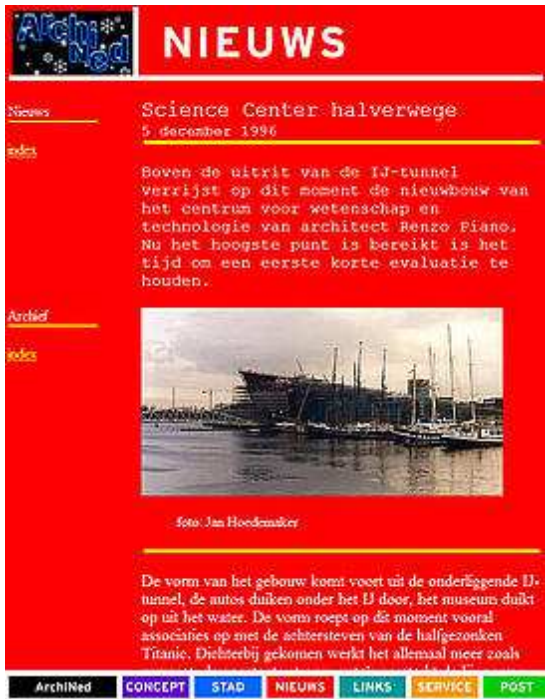 ArchiNed
NIEUWS
Nieuws
index
Science Center halverwege
5 december 1996
Boven de uitrit van de IJ-tunnel
verrijst op dit moment de nieuwbouw van
het centrum voor wetenschap en
technologie van architect Renzo Piano.
Nu het hoogste punt is bereikt is het
tijd om een eerste korte evaluatie te
houden.
Archief
index
foto: Jan Hoedemaker
De vorm van het gebouw komt voort uit de onderliggende IJ-
tunnel, de autos duiken onder het IJ door, het museum duikt
op uit het water. De vorm roept op dit moment vooral
associaties op met de achtersteven van de halfgezonken
Titanic. Dichterbij gekomen werkt het allemaal meer zoals
ArchiNed CONCEPT STAD NIEUWS LINKS SERVICE POST